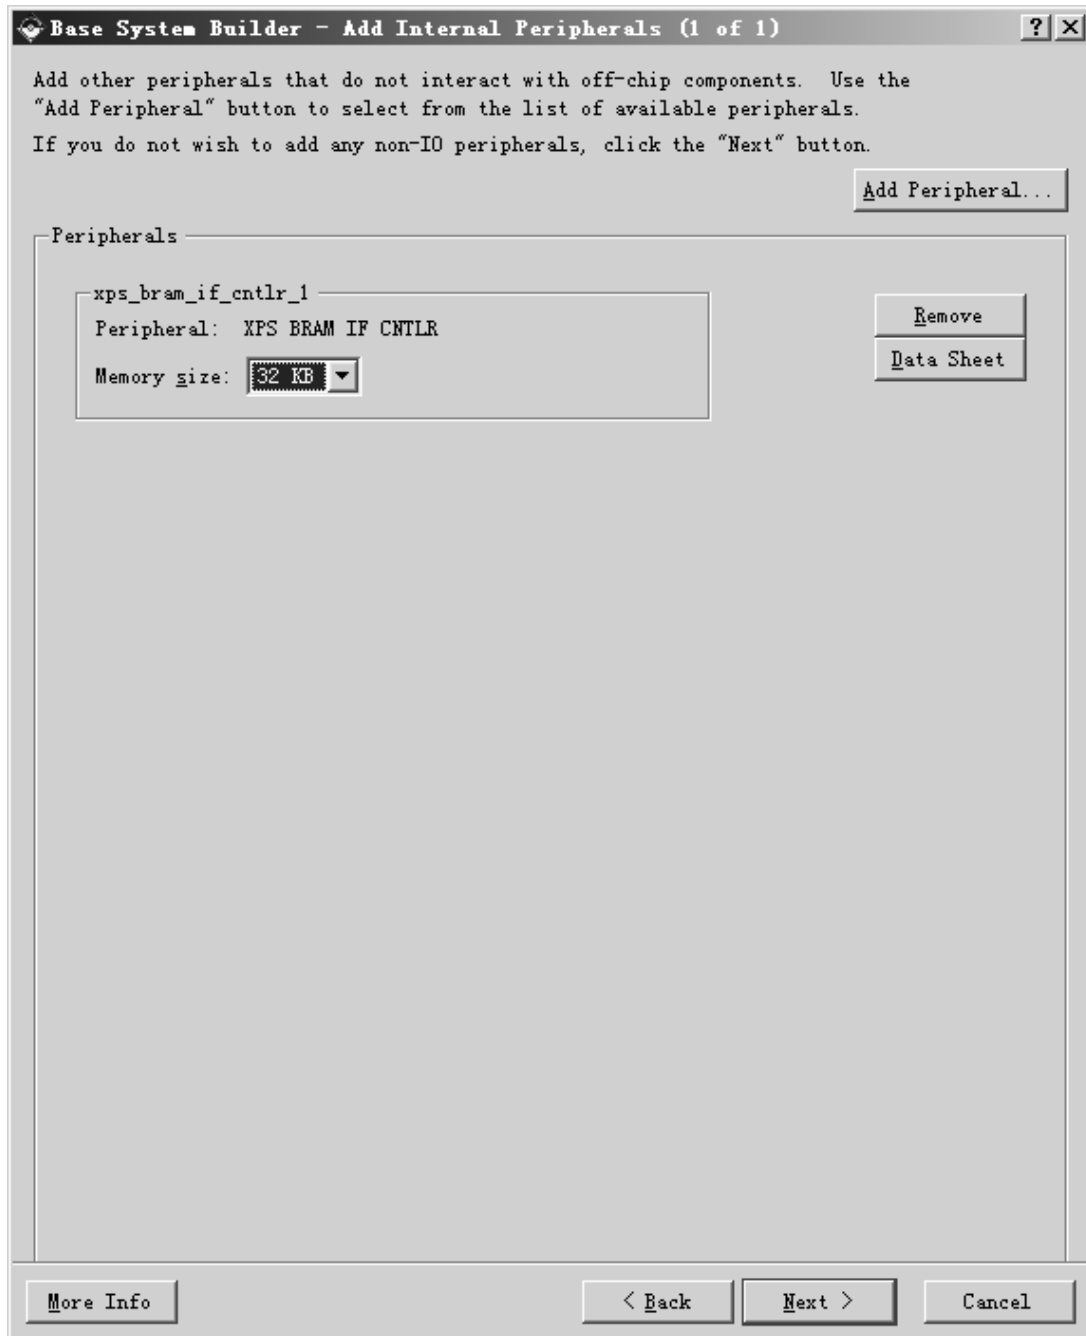 Base System Builder - Add Internal Peripherals (1 of 1)
Add other peripherals that do not interact with off-chip components.  Use the
"Add Peripheral" button to select from the list of available peripherals.
If you do not wish to add any non-IO peripherals, click the "Next" button.
Add Peripheral...
Peripherals
xps_bram_if_cntlr_1
Peripheral: XPS BRAM IF CNTLR
Remove
Memory size: 32 KB
Data Sheet
More Info
< Back
Next >
Cancel